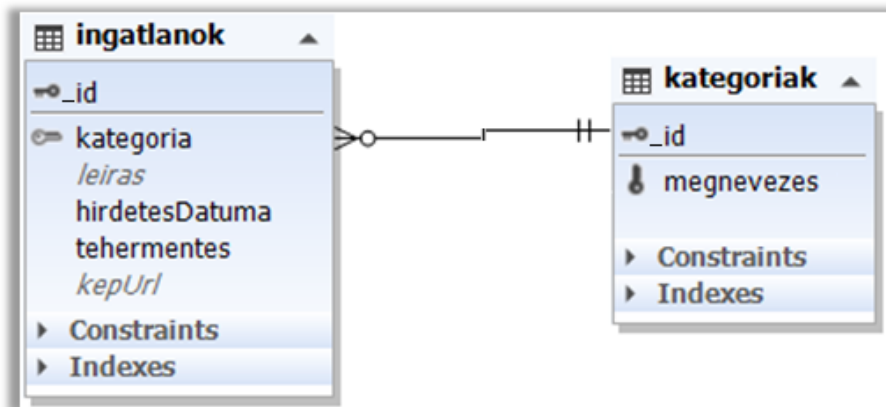 ingatlanok
_id
kategoria
leiras
hirdetesDatuma
tehermentes
kepUrl
Constraints
Indexes
kategoriak
_id
megnevezes
Constraints
Indexes